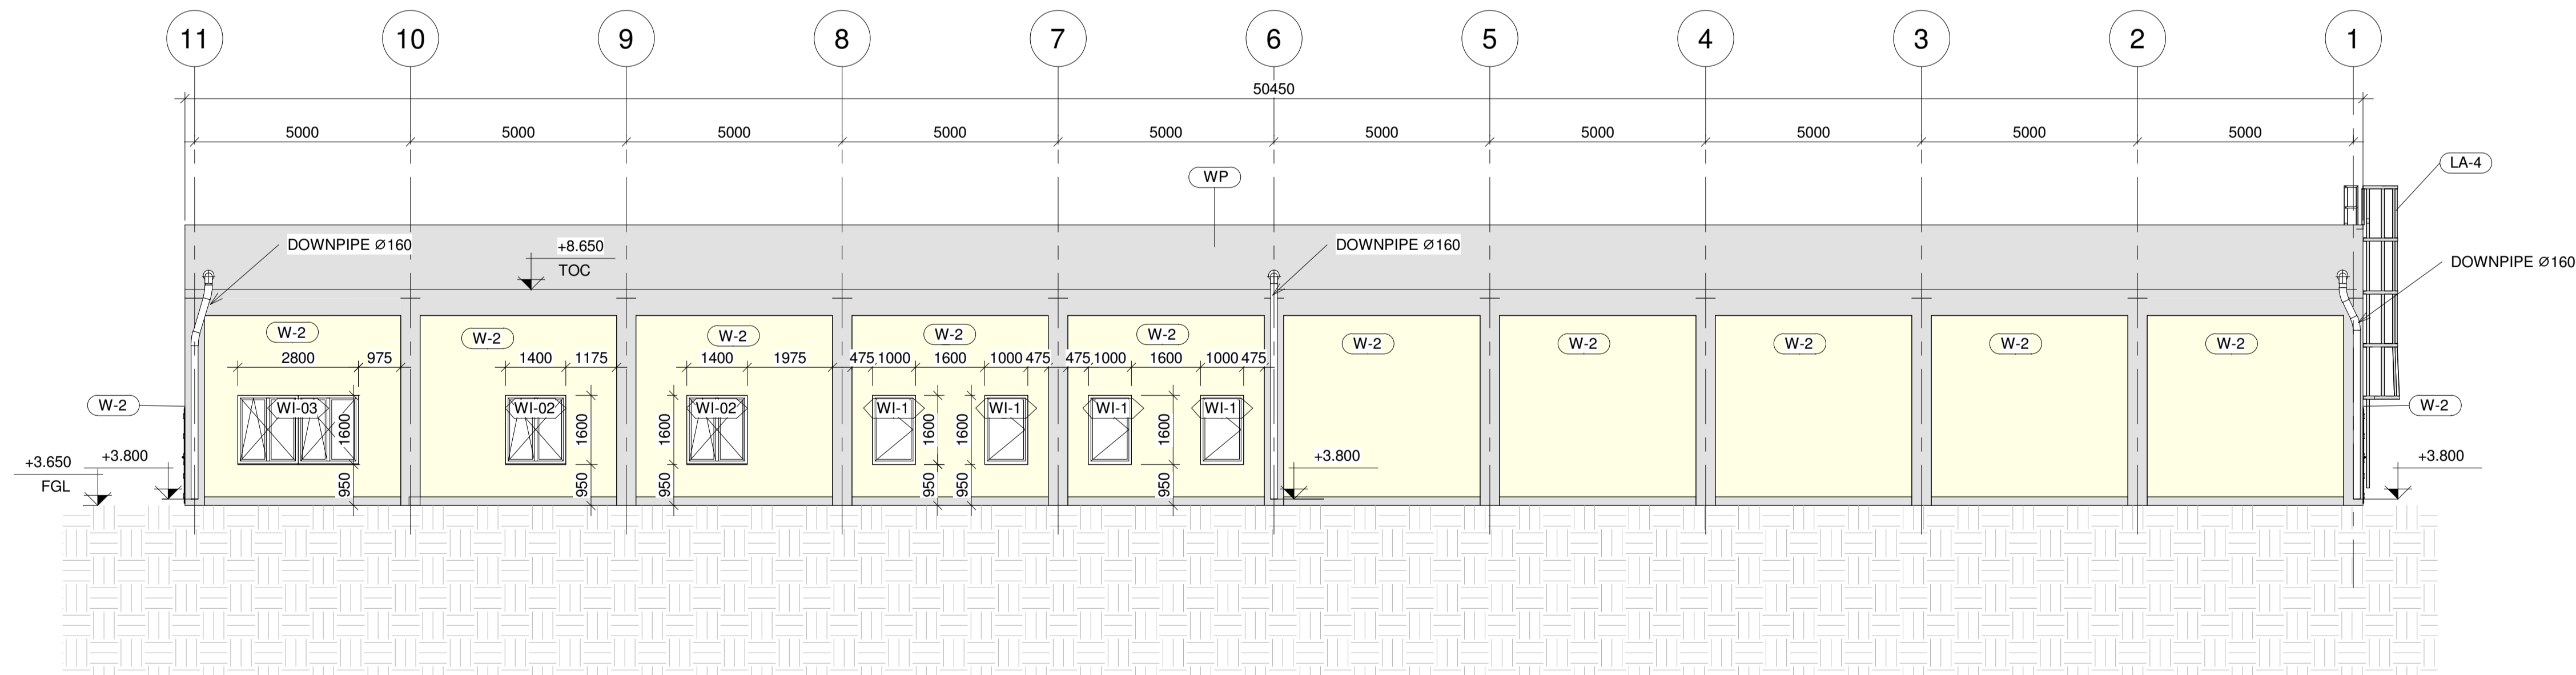 11 10 9 8 7 6 5 4 3 2 1
50450
5000 5000 5000 5000 5000 5000 5000 5000 5000 5000
LA-4
WP
DOWNPIPE Ø160
+8.650
TOC
DOWNPIPE Ø160
DOWNPIPE Ø160
W-2 W-2 W-2 W-2 W-2 W-2 W-2 W-2 W-2 W-2
2800 975 1400 1175 1400 1975 475 1000 1600 1000 475 475 1000 1600 1000 475
W-2
WI-03 WI-02 WI-02 WI-1 WI-1 WI-1 WI-1
W-2
1600 1600 1600 1600 1600 1600
+3.650
FGL
+3.800
+3.800
+3.800
950 950 950 950 950 950